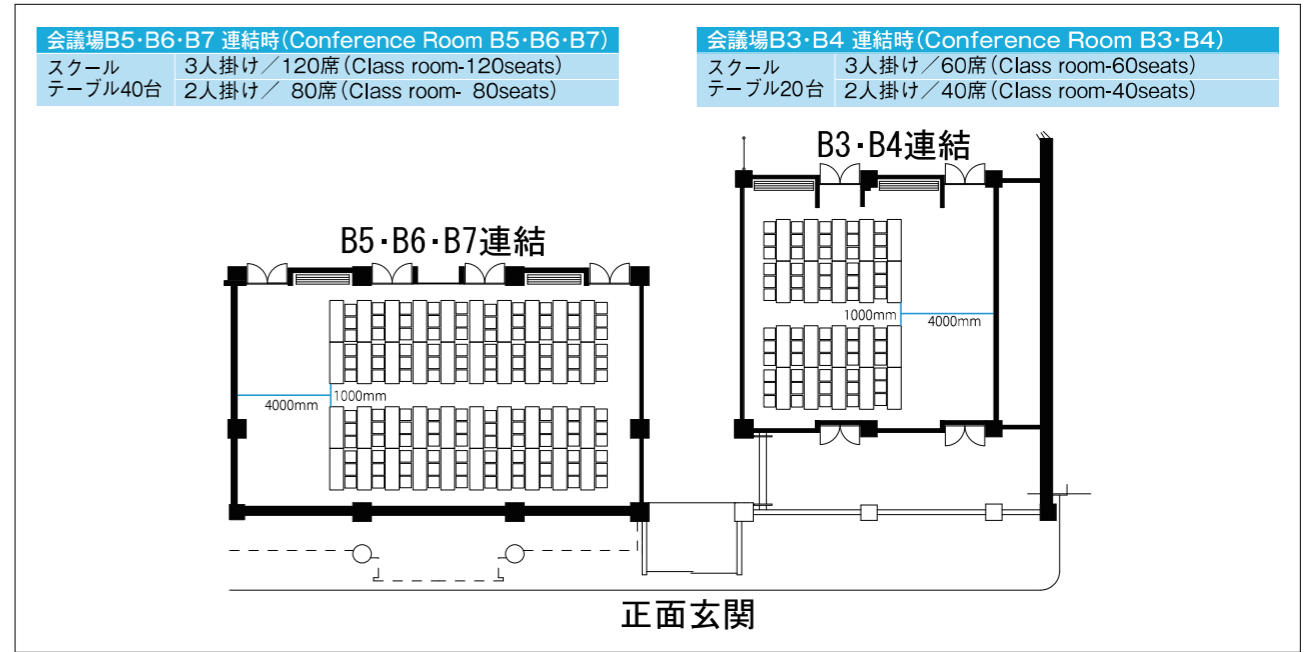 会議場B5・B6・B7 連結時(Conference Room B5・B6・B7)
スクール 3人掛け／120席(Class room-120seats)
テーブル40台 2人掛け／ 80席(Class room- 80seats)
会議場B3・B4 連結時(Conference Room B3・B4)
スクール 3人掛け／60席(Class room-60seats)
テーブル20台 2人掛け／40席(Class room-40seats)
B3・B4連結
B5・B6・B7連結
1000mm
4000mm
1000mm
4000mm
正面玄関